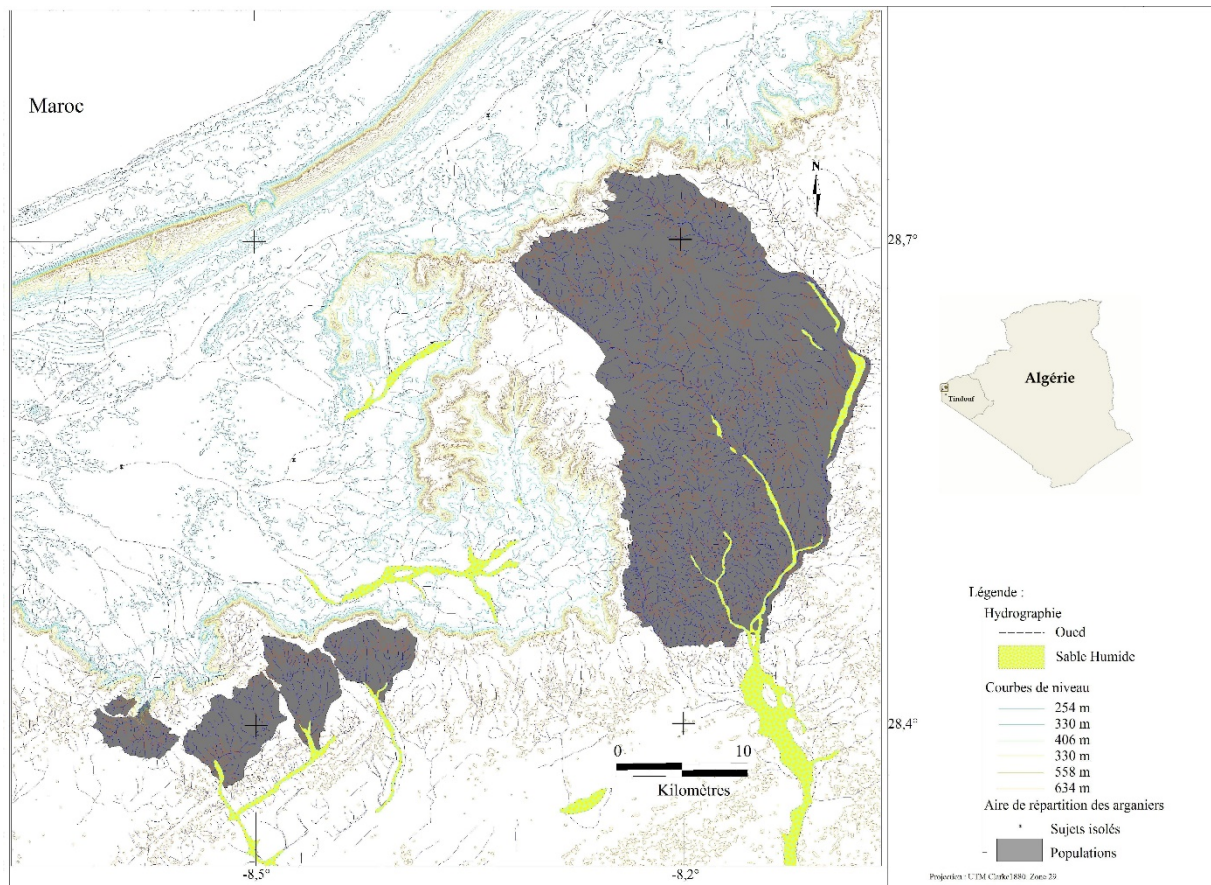 Maroc
N
28,7°
Algérie
Tindouf
Légende :
Hydrographie
Oued
Sable Humide
Courbes de niveau
254 m
330 m
406 m
330 m
558 m
634 m
Aire de répartition des arganiers
Sujets isolés
Populations
28,4°
0 10
Kilomètres
-8,5°
-8,2°
Projection : UTM Clarke1880. Zone 29